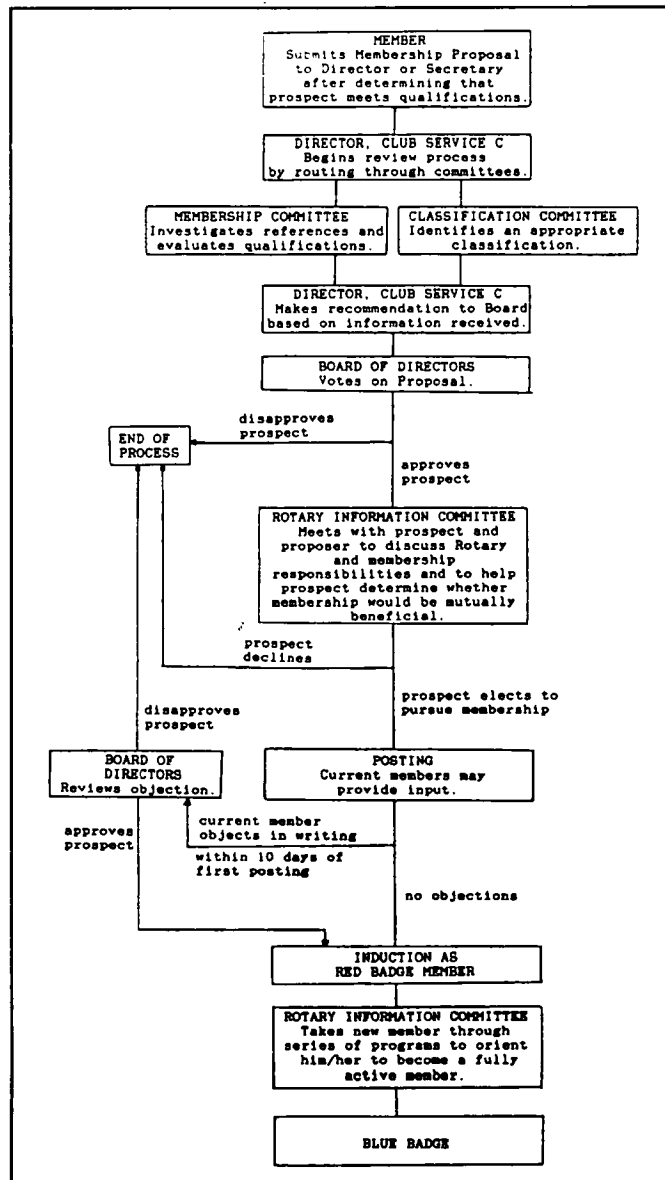 MEMBER
Submits Membership Proposal
to Director or Secretary
after determining that
prospect meets qualifications.
DIRECTOR, CLUB SERVICE C
Begins review process
by routing through committees.
MEMBERSHIP COMMITTEE
Investigates references and
evaluates qualifications.
CLASSIFICATION COMMITTEE
Identifies an appropriate
classification.
DIRECTOR, CLUB SERVICE C
Makes recommendation to Board
based on information received.
BOARD OF DIRECTORS
Votes on Proposal.
disapproves
prospect
END OF
PROCESS
approves
prospect
ROTARY INFORMATION COMMITTEE
Meets with prospect and
proposer to discuss Rotary
and membership
responsibilities and to help
prospect determine whether
membership would be mutually
beneficial.
prospect
declines
prospect elects to
pursue membership
disapproves
prospect
BOARD OF
DIRECTORS
Reviews objection.
POSTING
Current members may
provide input.
approves
prospect
current member
objects in writing
within 10 days of
first posting
no objections
INDUCTION AS
RED BADGE MEMBER
ROTARY INFORMATION COMMITTEE
Takes new member through
series of programs to orient
him/her to become a fully
active member.
BLUE BADGE